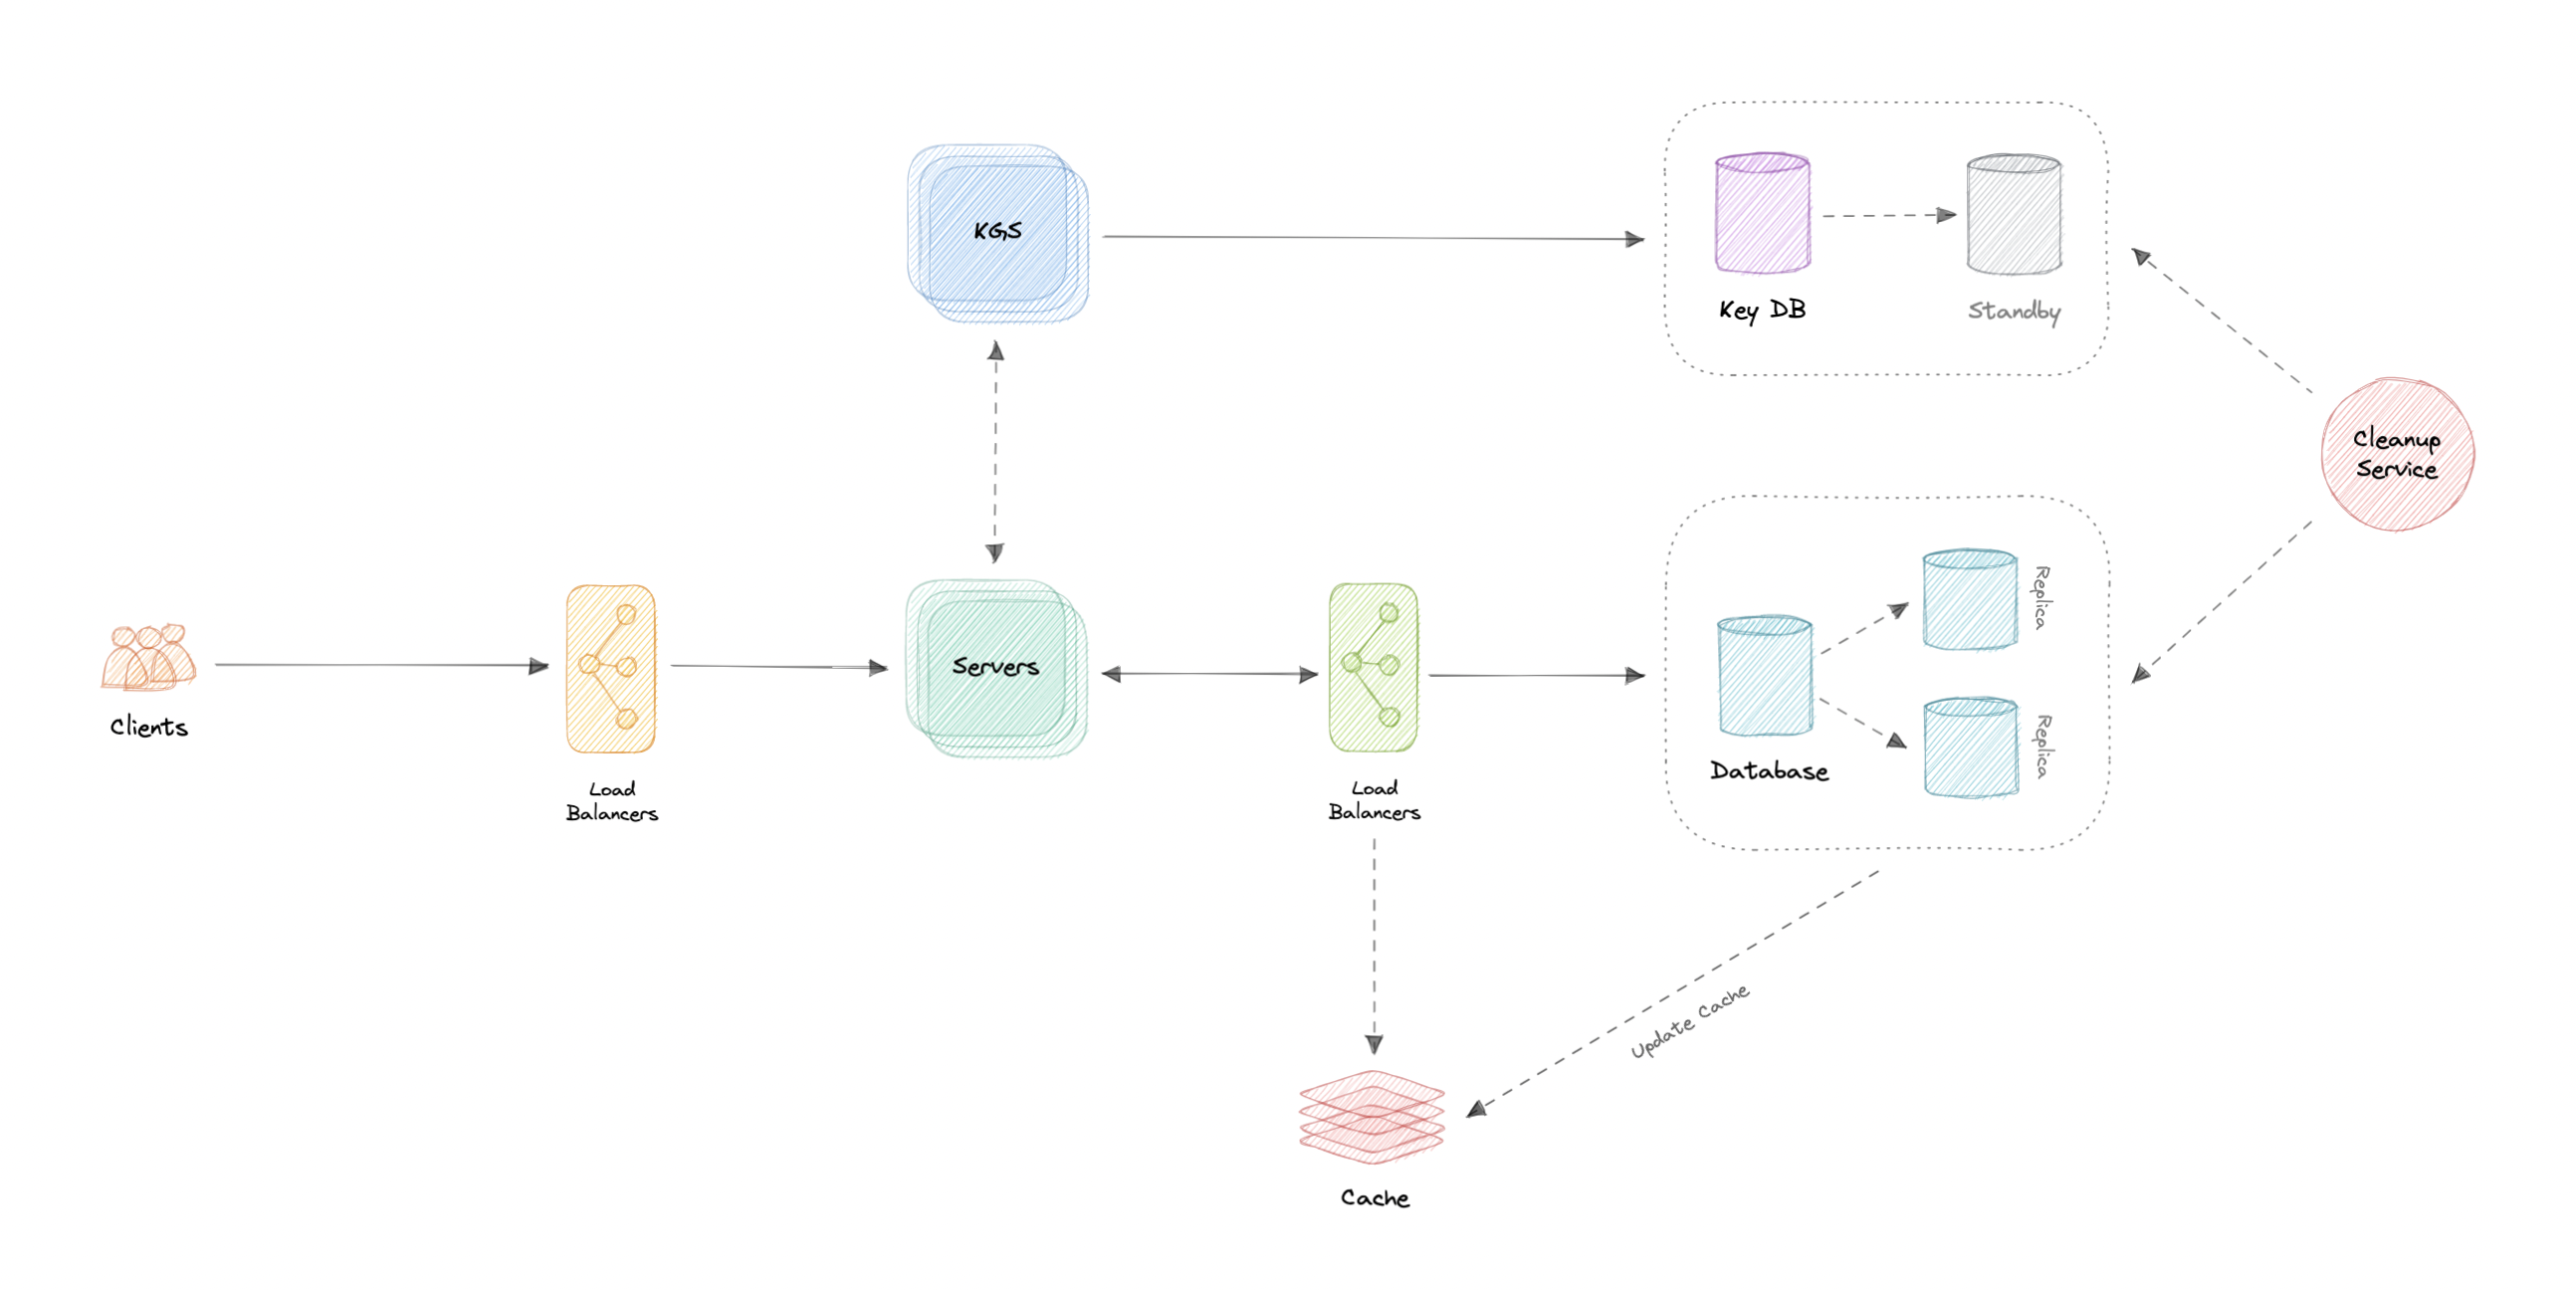 KGS
Key DB
Standby
Cleanup
Service
Clients
Load
Balancers
Servers
Load
Balancers
Database
Replica
Replica
Update Cache
Cache